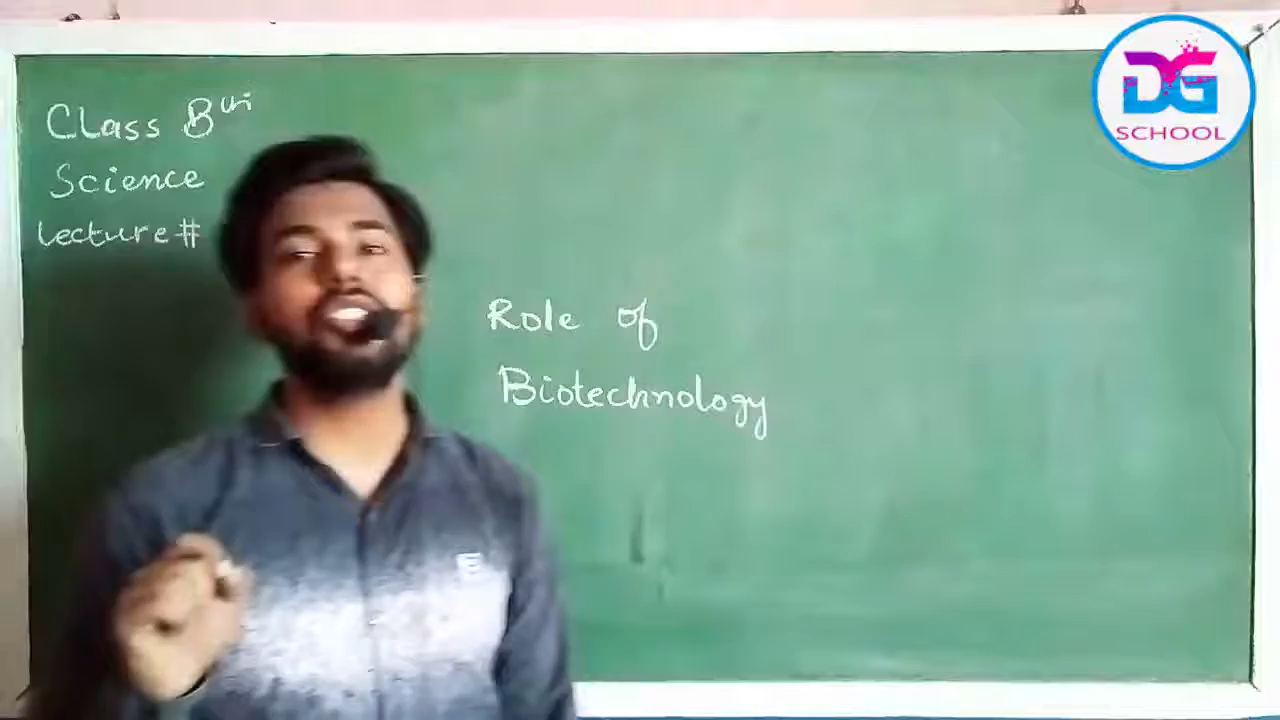 Class 8th
Science
Lecture #
Role of
Biotechnology
DG
SCHOOL